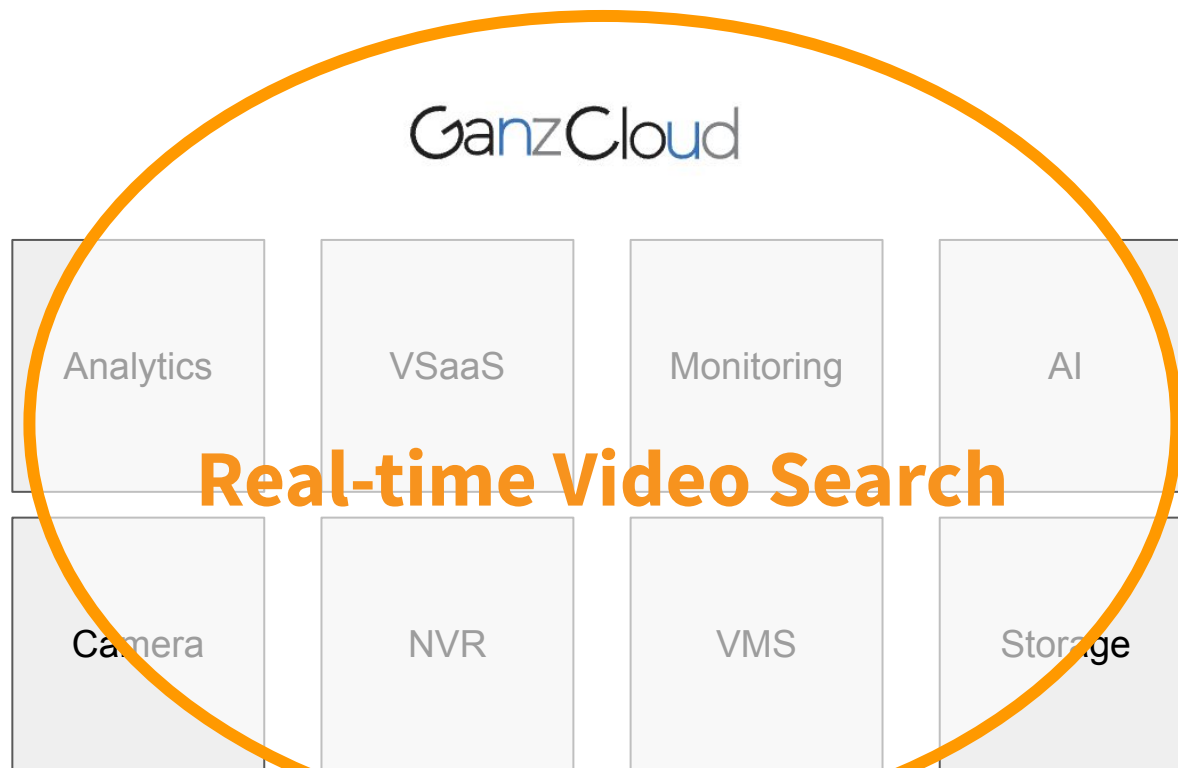 GanzCloud
Analytics
VSaaS
Monitoring
AI
Real-time Video Search
Camera
NVR
VMS
Storage